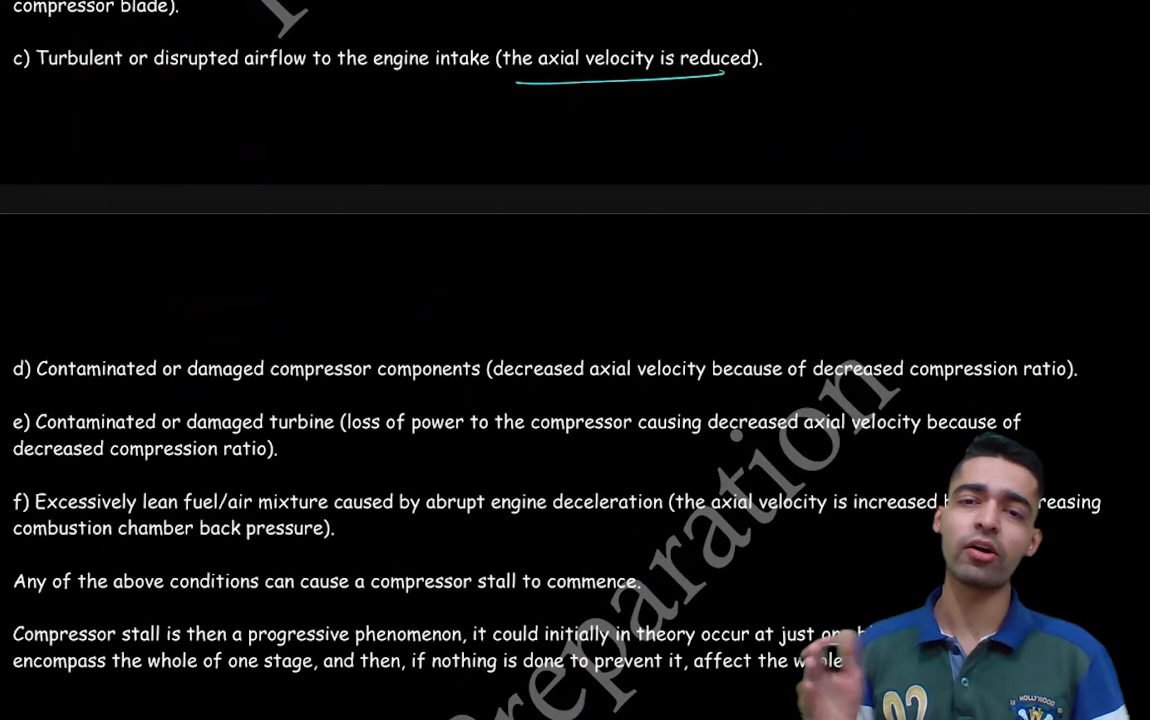 compressor blade).
c) Turbulent or disrupted airflow to the engine intake (the axial velocity is reduced).
d) Contaminated or damaged compressor components (decreased axial velocity because of decreased compression ratio).
e) Contaminated or damaged turbine (loss of power to the compressor causing decreased axial velocity because of
decreased compression ratio).
f) Excessively lean fuel/air mixture caused by abrupt engine deceleration (the axial velocity is increased reasing
combustion chamber back pressure).
Any of the above conditions can cause a compressor stall to commence.
Compressor stall is then a progressive phenomenon, it could initially in theory occur at just
encompass the whole of one stage, and then, if nothing is done to prevent it, affect the
reparation
HOLLYWOOD
02